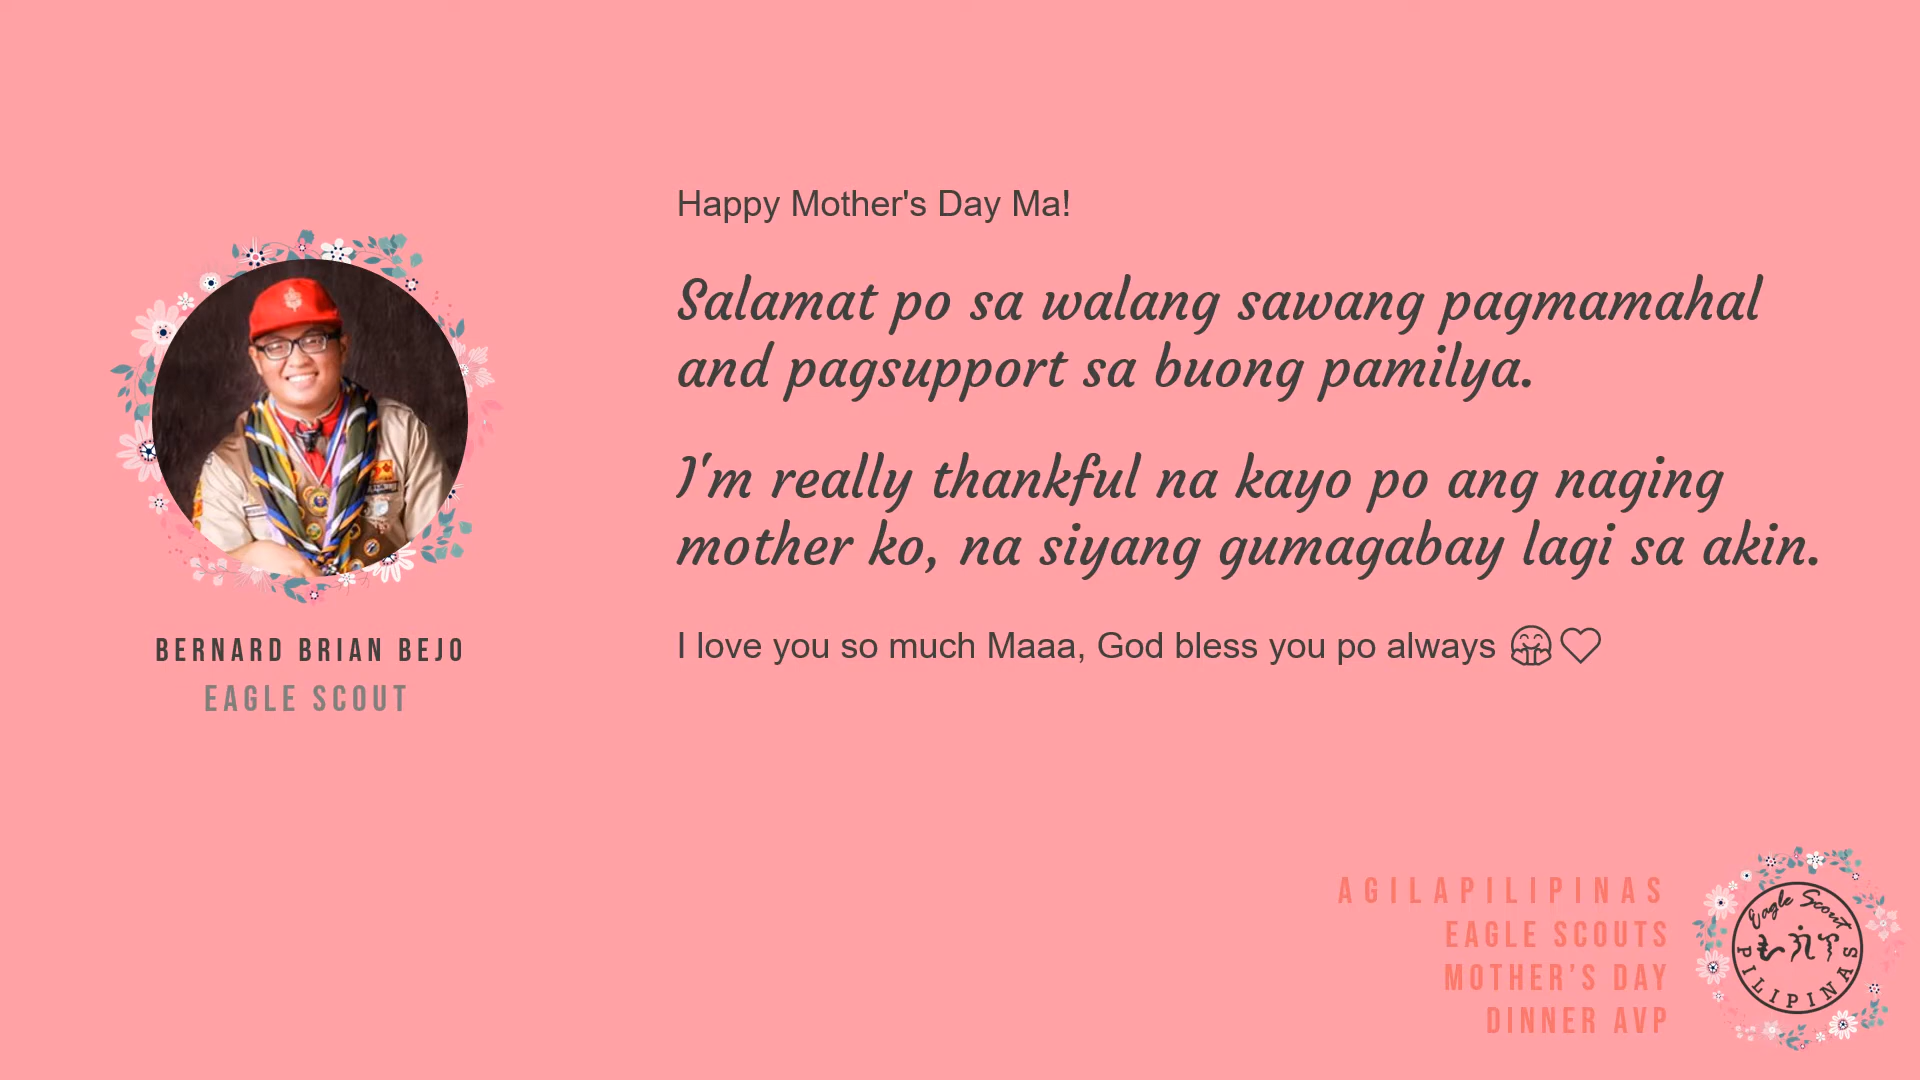 Happy Mother's Day Ma!
Salamat po sa walang sawang pagmamahal
and pagsupport sa buong pamilya.
I'm really thankful na kayo po ang naging
mother ko, na siyang gumagabay lagi sa akin.
I love you so much Maaa, God bless you po always 🤗♡
BERNARD BRIAN BEJO
EAGLE SCOUT
AGILAPILIPINAS
EAGLE SCOUTS
MOTHER'S DAY
DINNER AVP
Eagle Scout
PILIPINAS